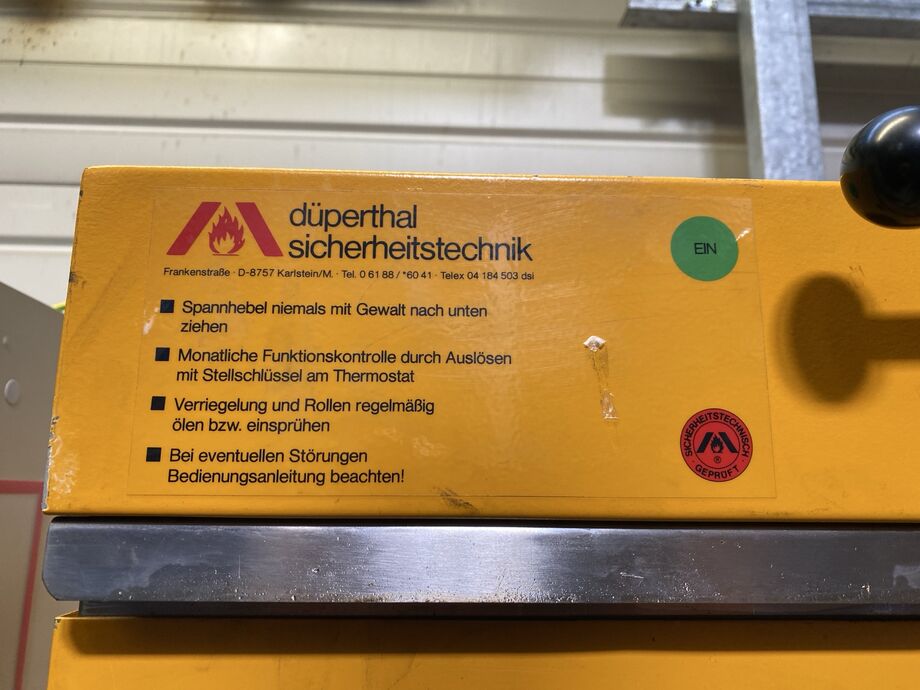 düperthal
sicherheitstechnik
Frankenstraße · D-8757 Karlstein/M. · Tel. 0 61 88 / *60 41 · Telex 04 184 503 dsi
EIN
■ Spannhebel niemals mit Gewalt nach unten
ziehen
■ Monatliche Funktionskontrolle durch Auslösen
mit Stellschlüssel am Thermostat
■ Verriegelung und Rollen regelmäßig
ölen bzw. einsprühen
■ Bei eventuellen Störungen
Bedienungsanleitung beachten!
SICHERHEITSTECHNISCH
®
GEPRÜFT